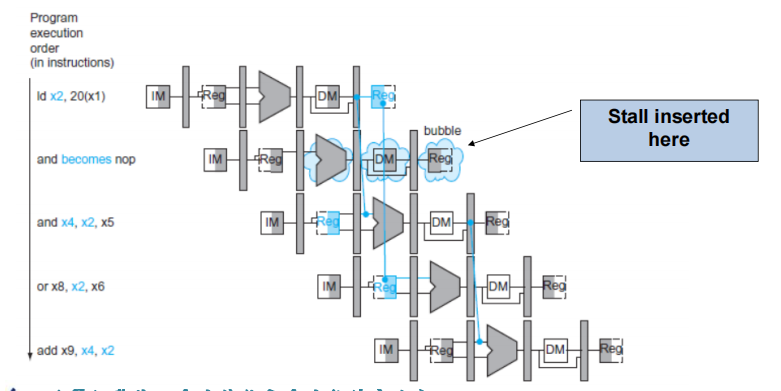 Program
execution
order
(in instructions)
ld x2, 20(x1)
IM
Reg
DM
Reg
Stall inserted
here
bubble
and becomes nop
IM
Reg
DM
Reg
and x4, x2, x5
IM
Reg
DM
Reg
or x8, x2, x6
IM
Reg
DM
Reg
add x9, x4, x2
IM
Reg
DM
Reg